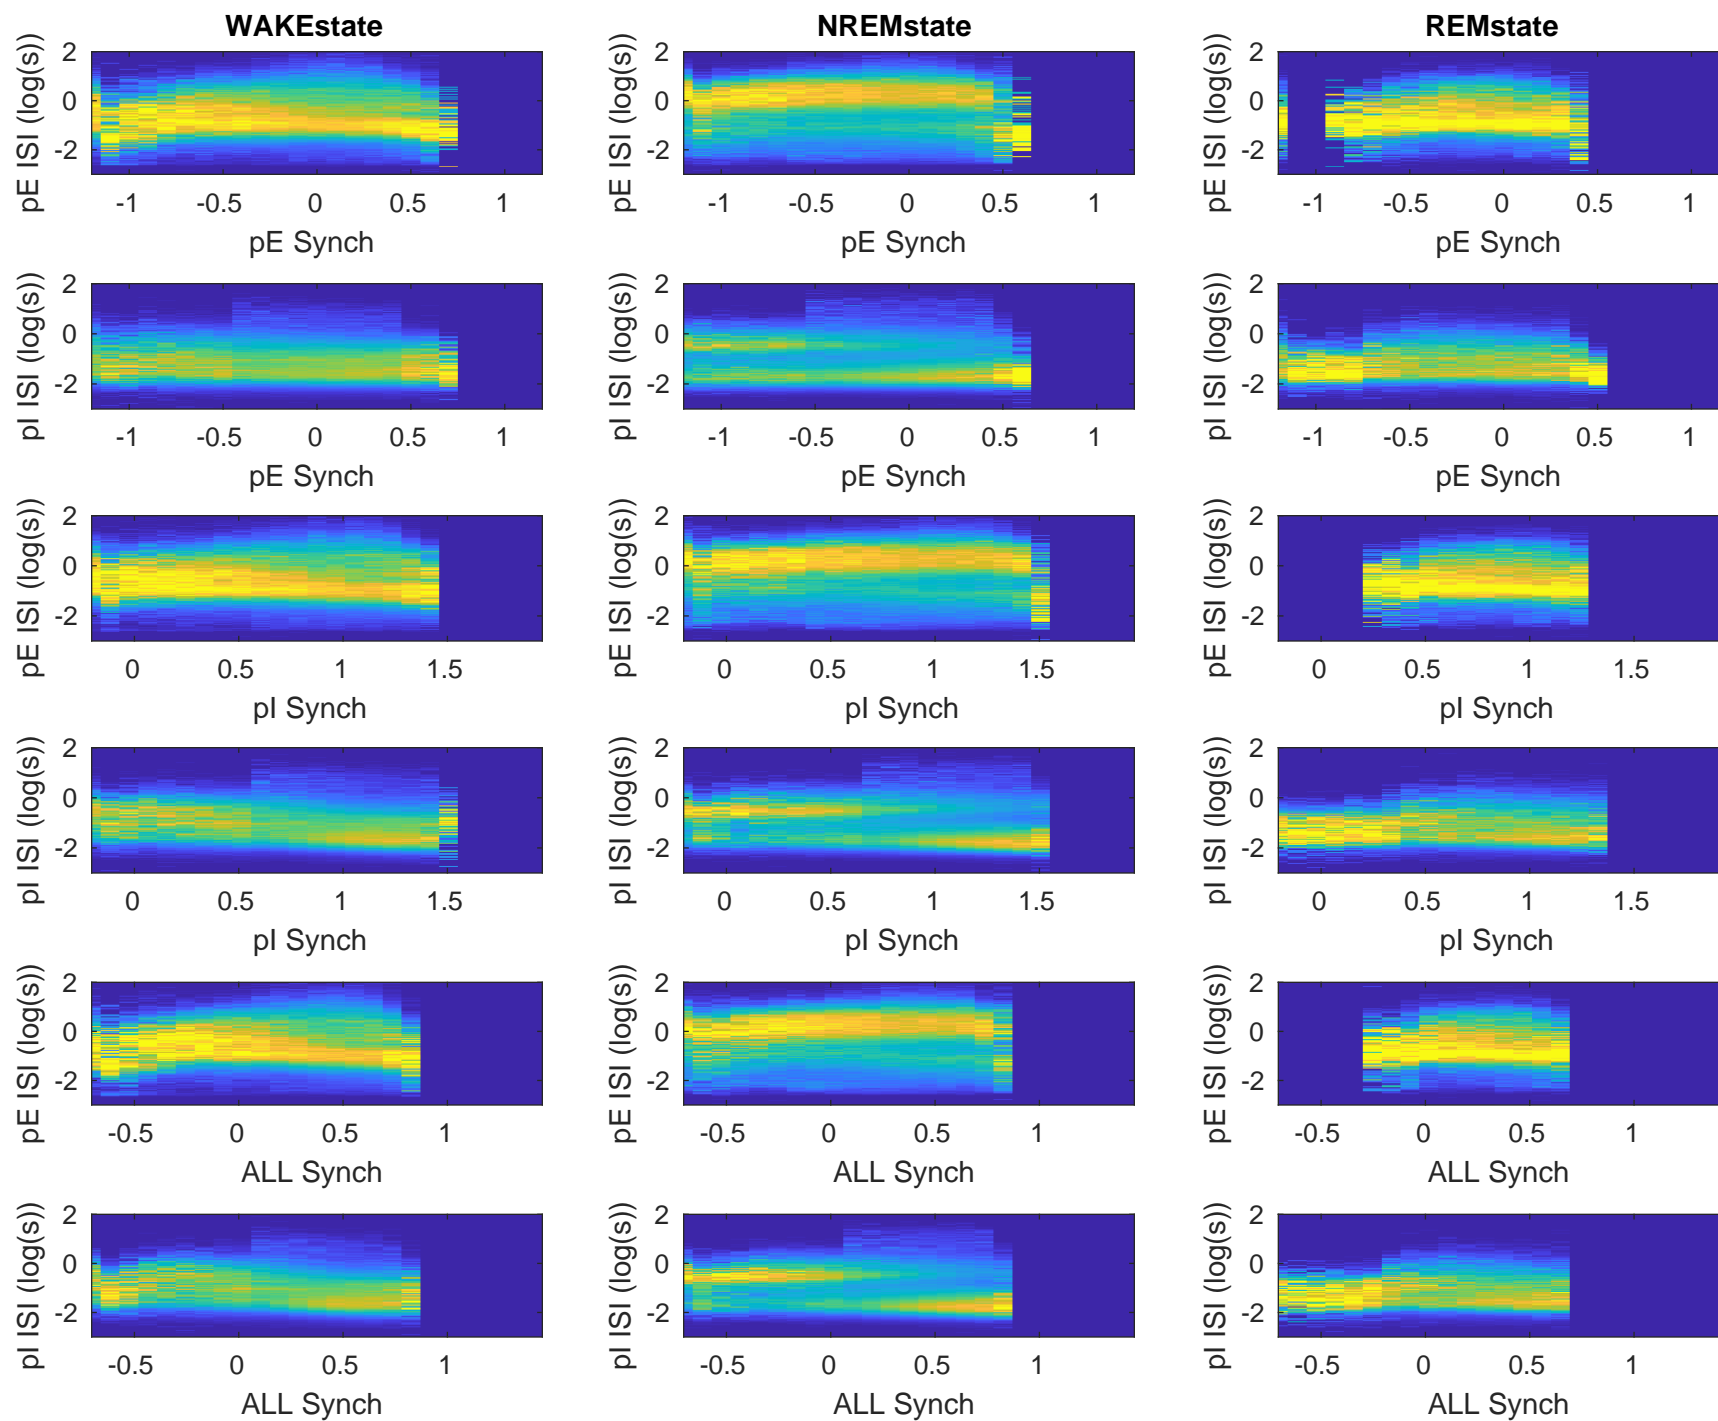 WAKEstate NREMstate REMstate
pE ISI (log(s)) 2 0 -2 pE ISI (log(s)) 2 0 -2 pE ISI (log(s)) 2 0 -2
-1 -0.5 0 0.5 1 -1 -0.5 0 0.5 1 -1 -0.5 0 0.5 1
pE Synch pE Synch pE Synch
pI ISI (log(s)) 2 0 -2 pI ISI (log(s)) 2 0 -2 pI ISI (log(s)) 2 0 -2
-1 -0.5 0 0.5 1 -1 -0.5 0 0.5 1 -1 -0.5 0 0.5 1
pE Synch pE Synch pE Synch
pE ISI (log(s)) 2 0 -2 pE ISI (log(s)) 2 0 -2 pE ISI (log(s)) 2 0 -2
0 0.5 1 1.5 0 0.5 1 1.5 0 0.5 1 1.5
pI Synch pI Synch pI Synch
pI ISI (log(s)) 2 0 -2 pI ISI (log(s)) 2 0 -2 pI ISI (log(s)) 2 0 -2
0 0.5 1 1.5 0 0.5 1 1.5 0 0.5 1 1.5
pI Synch pI Synch pI Synch
pE ISI (log(s)) 2 0 -2 pE ISI (log(s)) 2 0 -2 pE ISI (log(s)) 2 0 -2
-0.5 0 0.5 1 -0.5 0 0.5 1 -0.5 0 0.5 1
ALL Synch ALL Synch ALL Synch
pI ISI (log(s)) 2 0 -2 pI ISI (log(s)) 2 0 -2 pI ISI (log(s)) 2 0 -2
-0.5 0 0.5 1 -0.5 0 0.5 1 -0.5 0 0.5 1
ALL Synch ALL Synch ALL Synch